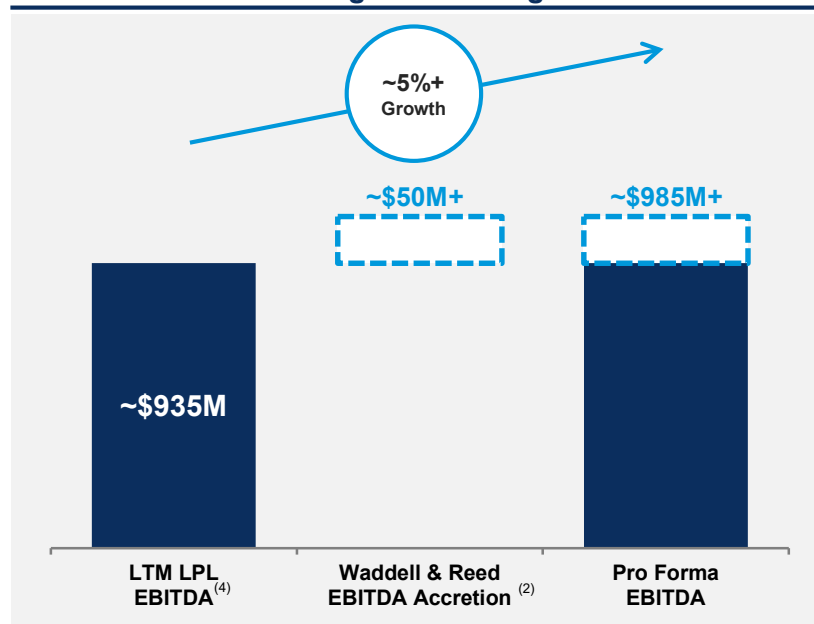 ~5%+
Growth
~$50M+
~$985M+
~$935M
LTM LPL
EBITDA(4)
Waddell & Reed
EBITDA Accretion (2)
Pro Forma
EBITDA